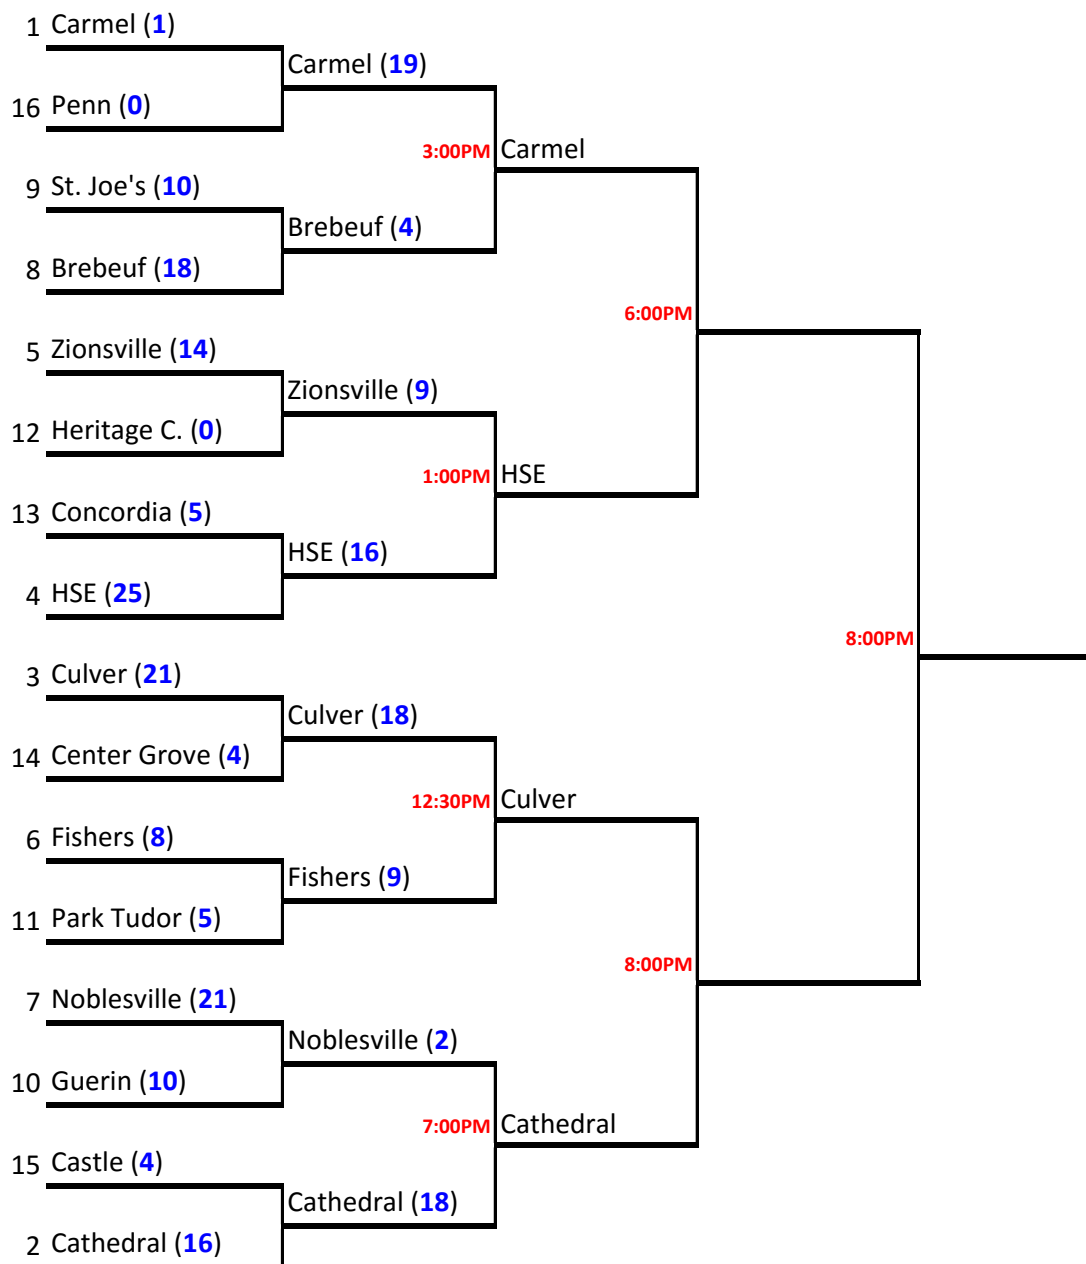 1 Carmel (1)
Carmel (19)
16 Penn (0)
3:00PM Carmel
9 St. Joe's (10)
Brebeuf (4)
8 Brebeuf (18)
6:00PM
5 Zionsville (14)
Zionsville (9)
12 Heritage C. (0)
1:00PM HSE
13 Concordia (5)
HSE (16)
4 HSE (25)
8:00PM
3 Culver (21)
Culver (18)
14 Center Grove (4)
12:30PM Culver
6 Fishers (8)
Fishers (9)
11 Park Tudor (5)
8:00PM
7 Noblesville (21)
Noblesville (2)
10 Guerin (10)
7:00PM Cathedral
15 Castle (4)
Cathedral (18)
2 Cathedral (16)